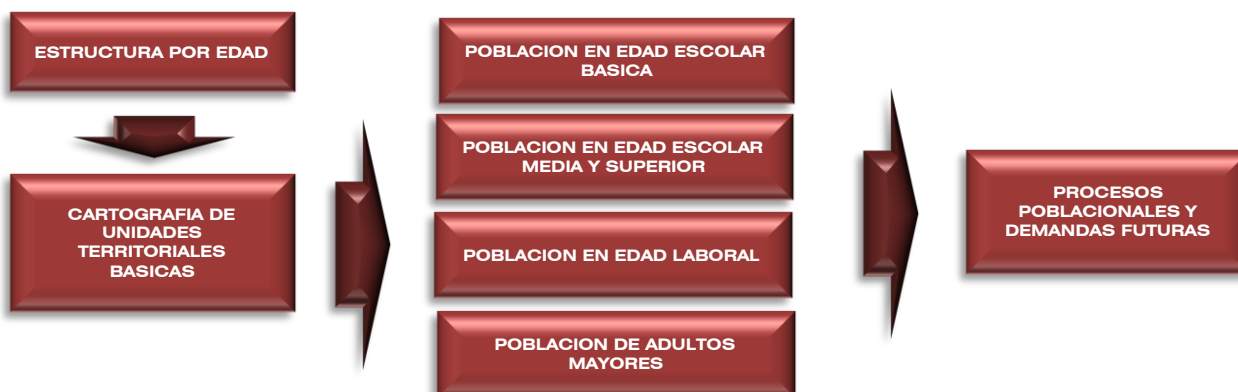 ESTRUCTURA POR EDAD
CARTOGRAFIA DE
UNIDADES
TERRITORIALES
BASICAS
POBLACION EN EDAD ESCOLAR
BASICA
POBLACION EN EDAD ESCOLAR
MEDIA Y SUPERIOR
POBLACION EN EDAD LABORAL
POBLACION DE ADULTOS
MAYORES
PROCESOS
POBLACIONALES Y
DEMANDAS FUTURAS